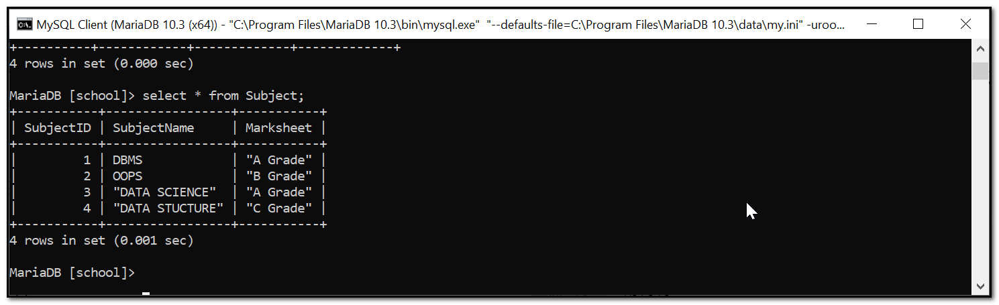 MySQL Client (MariaDB 10.3 (x64)) - "C:\Program Files\MariaDB 10.3\bin\mysql.exe"  "--defaults-file=C:\Program Files\MariaDB 10.3\data\my.ini" -uroo...
+----------+------------+-------------+-------------+
4 rows in set (0.000 sec)
MariaDB [school]> select * from Subject;
+-----------+-----------------+-----------+
| SubjectID | SubjectName     | Marksheet |
+-----------+-----------------+-----------+
|         1 | DBMS            | "A Grade" |
|         2 | OOPS            | "B Grade" |
|         3 | "DATA SCIENCE"  | "A Grade" |
|         4 | "DATA STUCTURE" | "C Grade" |
+-----------+-----------------+-----------+
4 rows in set (0.001 sec)
MariaDB [school]>